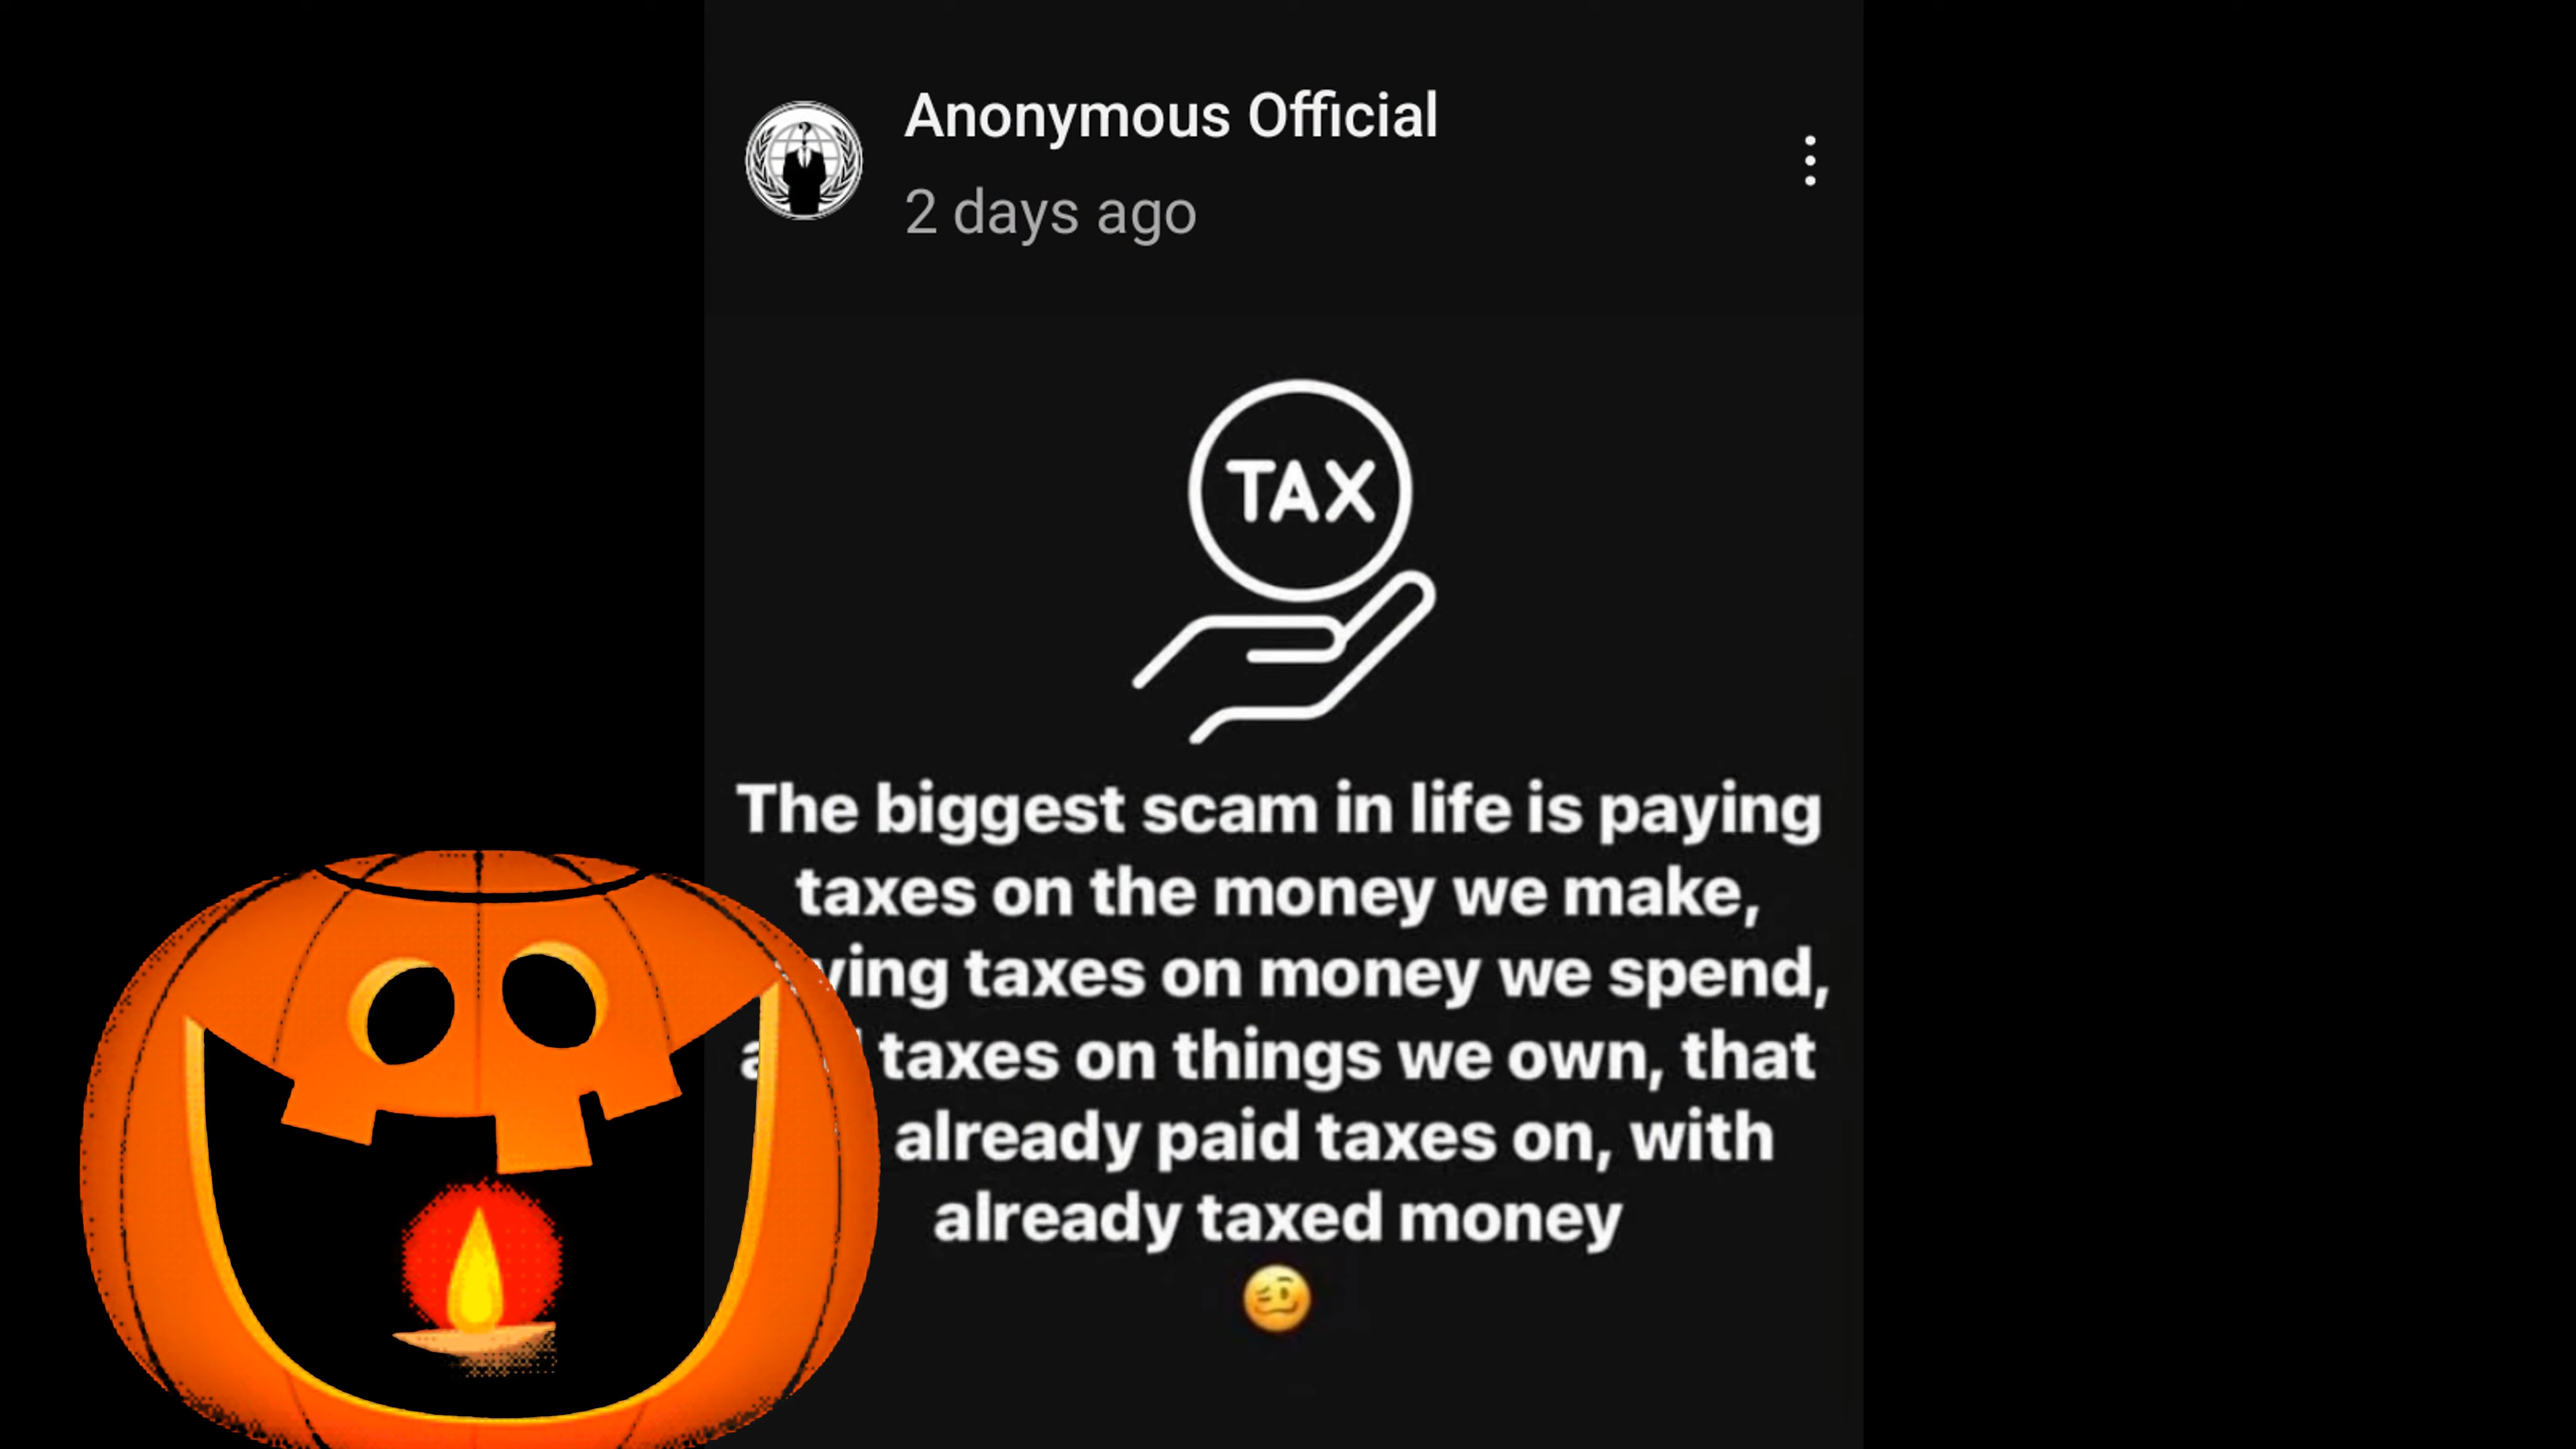 Anonymous Official
2 days ago
TAX
The biggest scam in life is paying
taxes on the money we make,
taxes on money we spend,
taxes on things we own, that
already paid taxes on, with
already taxed money